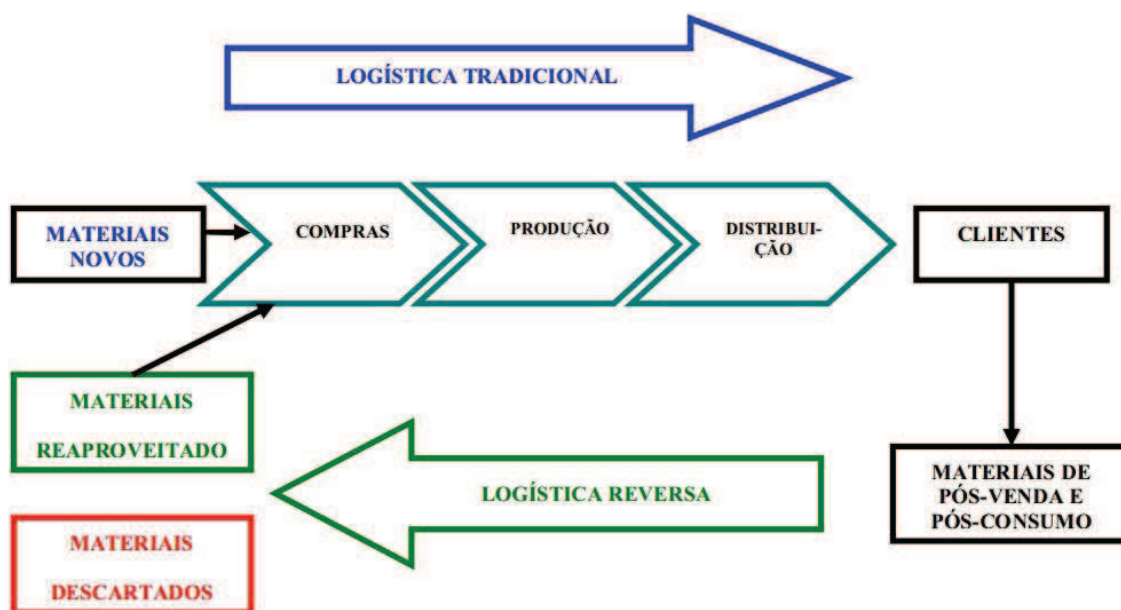 LOGÍSTICA TRADICIONAL
MATERIAIS
NOVOS
COMPRAS
PRODUÇÃO
DISTRIBUI-
ÇÃO
CLIENTES
MATERIAIS
REAPROVEITADO
LOGÍSTICA REVERSA
MATERIAIS DE
PÓS-VENDA E
PÓS-CONSUMO
MATERIAIS
DESCARTADOS